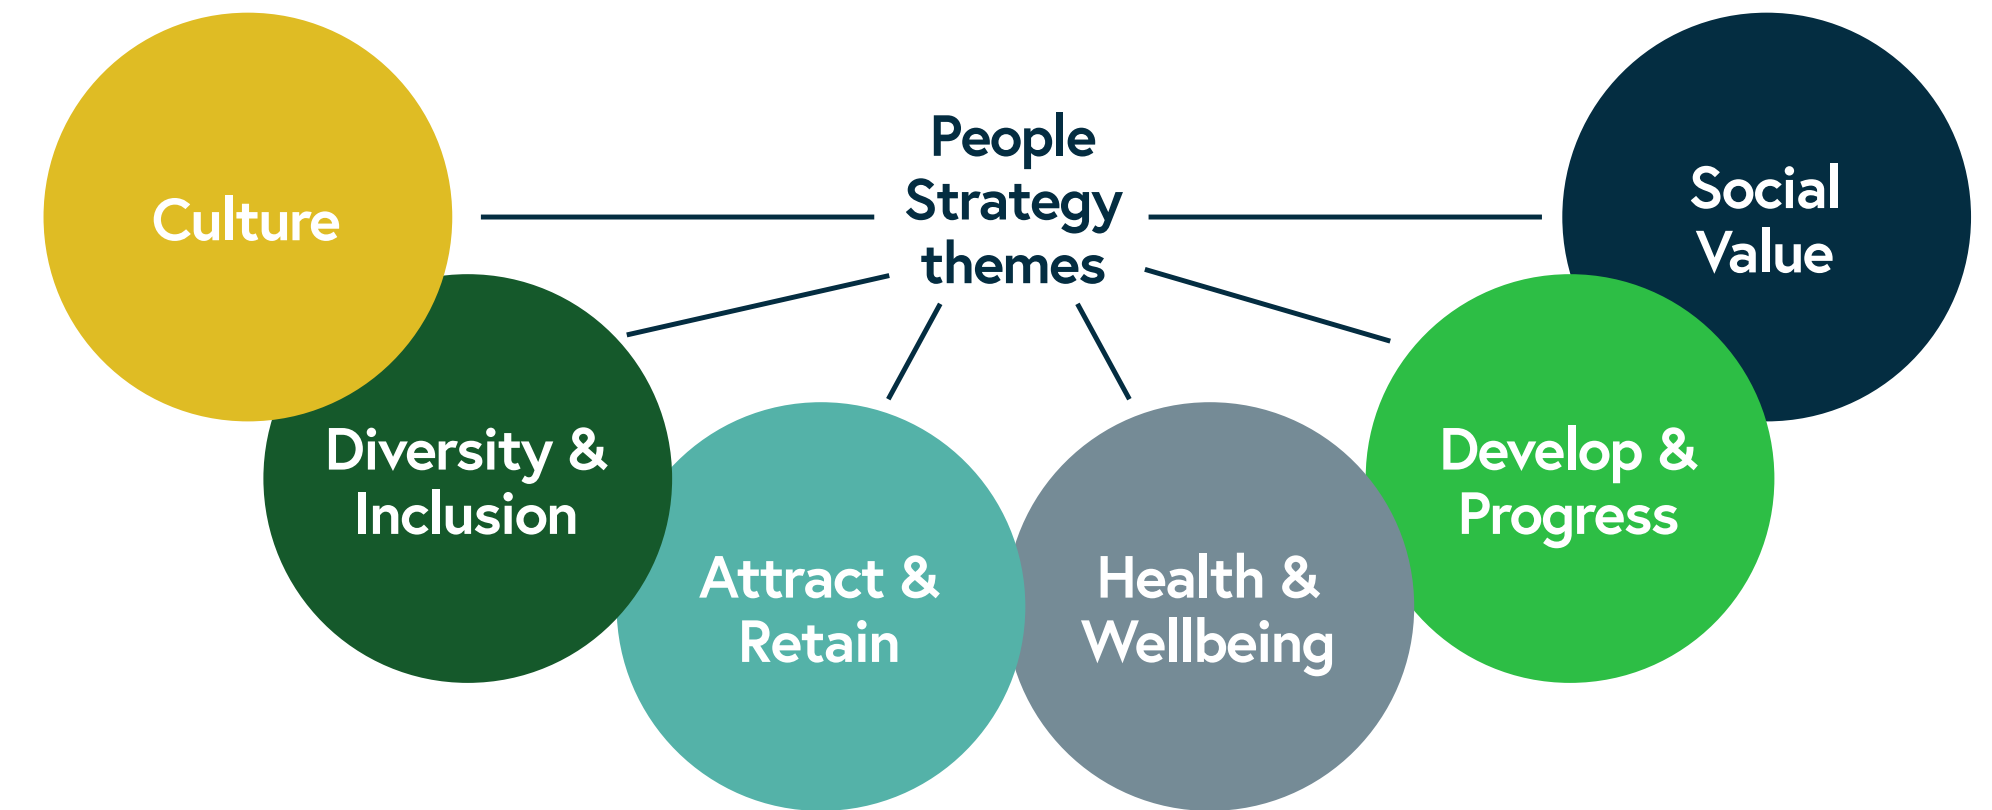 People
Strategy
themes
Culture
Diversity &
Inclusion
Attract &
Retain
Health &
Wellbeing
Develop &
Progress
Social
Value